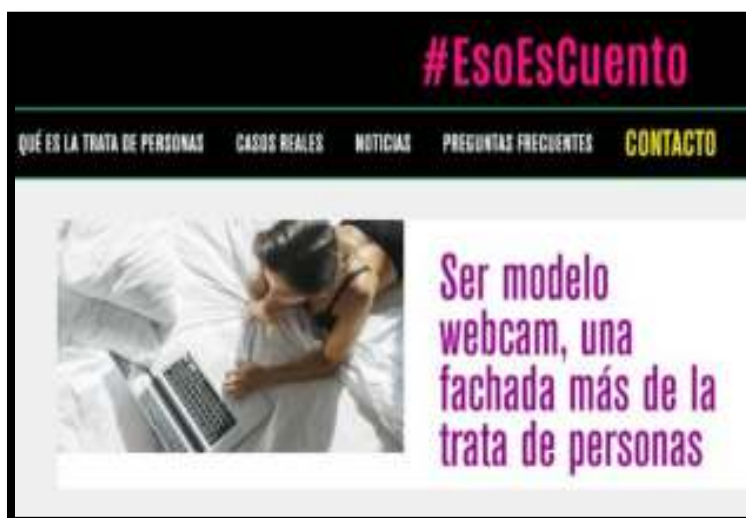 #EsoEsCuento
QUÉ ES LA TRATA DE PERSONAS CASOS REALES NOTICIAS PREGUNTAS FRECUENTES CONTACTO
Ser modelo
webcam, una
fachada más de la
trata de personas